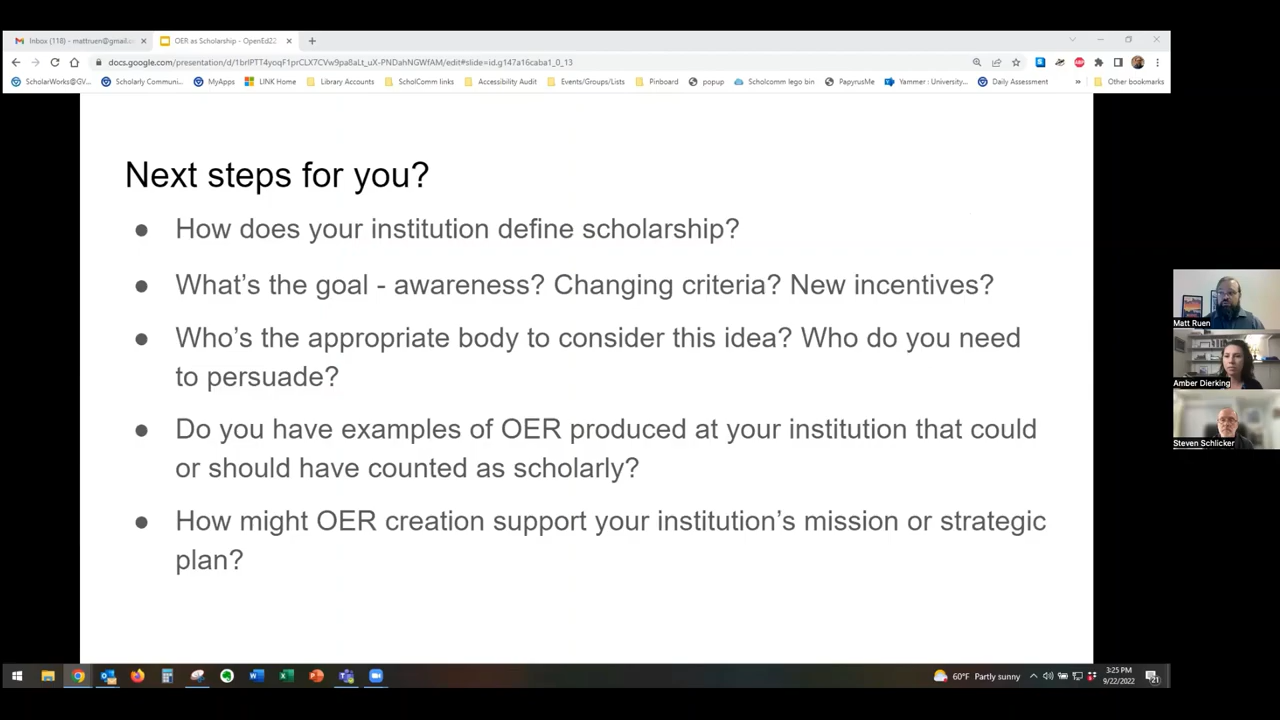 Inbox (118) - mattruen@gmail.
OER as Scholarship - OpenEd22
docs.google.com/presentation/d/1brIPTT4yoqF1prCLX7CVw9pa8aLt_uX-PNDahNGWfAM/edit#slide=id.g147a16caba1_0_13
ScholarWorks@GV... Scholarly Communi... MyApps LINK Home Library Accounts ScholComm links Accessibility Audit Events/Groups/Lists Pinboard popup Scholcomm lego bin PapyrusMe Yammer : University... Daily Assessment » Other bookmarks
Next steps for you?
● How does your institution define scholarship?
● What's the goal - awareness? Changing criteria? New incentives?
● Who's the appropriate body to consider this idea? Who do you need
to persuade?
● Do you have examples of OER produced at your institution that could
or should have counted as scholarly?
● How might OER creation support your institution's mission or strategic
plan?
Matt Ruen
Amber Dierking
Steven Schlicker
60°F Partly sunny
3:25 PM
9/22/2022
21